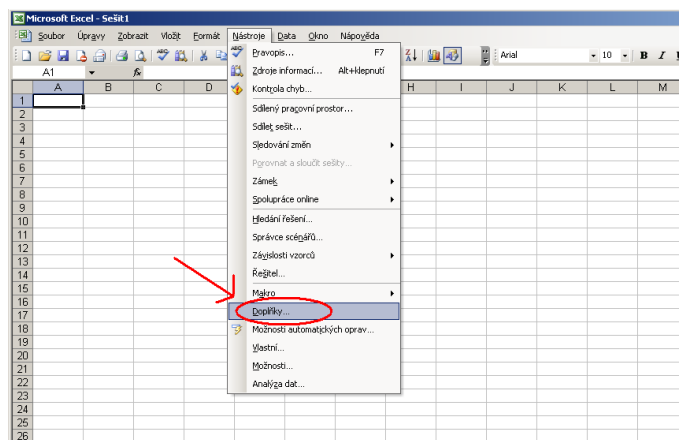 Microsoft Excel - Sešit1
Soubor Úpravy Zobrazit Vložit Formát Nástroje Data Okno Nápověda
Arial 10 B I
A1 fx
A B C D H I J K L M
Pravopis... F7
Zdroje informací... Alt+klepnutí
Kontrola chyb...
Sdílený pracovní prostor...
Sdílet sešit...
Sledování změn
Porovnat a sloučit sešity...
Zámek
Spolupráce online
Hledání řešení...
Správce scénářů...
Závislosti vzorců
Řešitel...
Makro
Doplňky...
Možnosti automatických oprav...
Vlastní...
Možnosti...
Analýza dat...
1
2
3
4
5
6
7
8
9
10
11
12
13
14
15
16
17
18
19
20
21
22
23
24
25
26